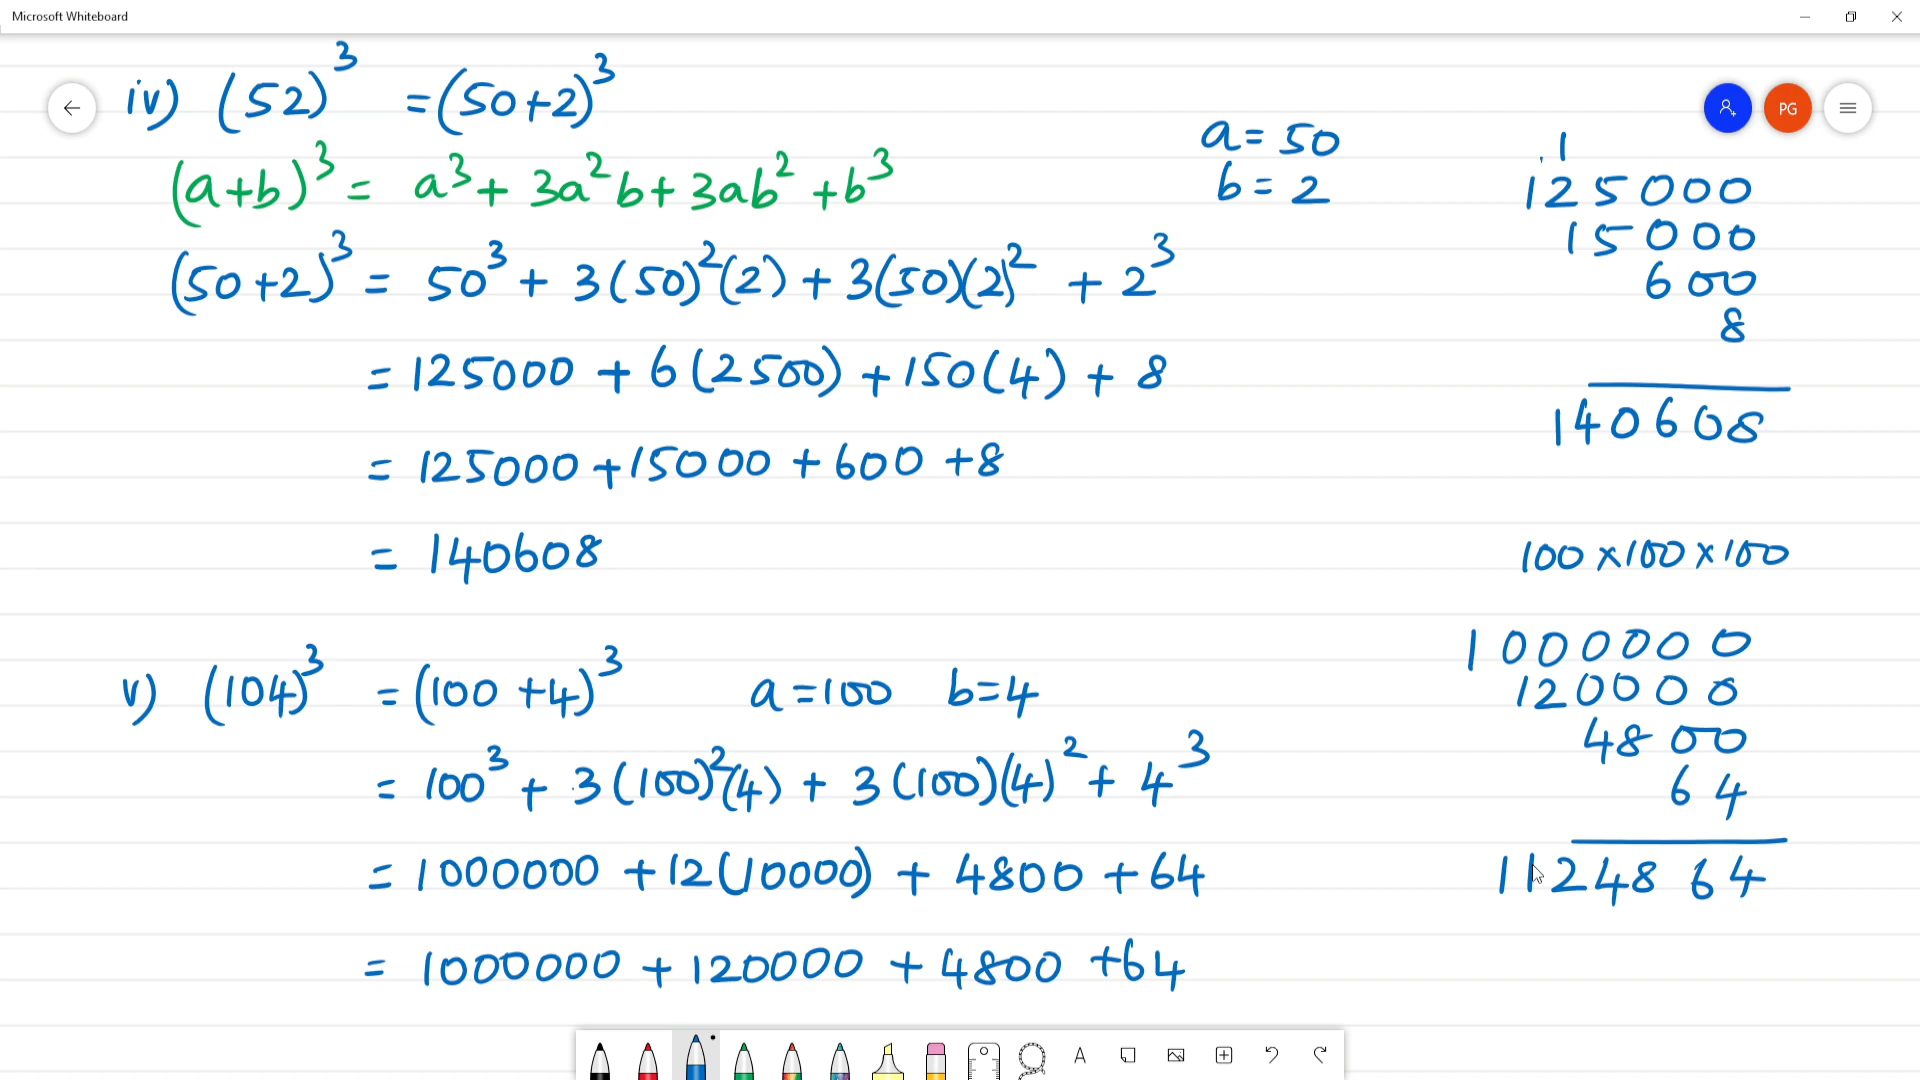 Microsoft Whiteboard
iv) (52)³ = (50+2)³
a = 50
b = 2
(a+b)³ = a³ + 3a²b + 3ab² + b³
(50+2)³ = 50³ + 3(50)²(2) + 3(50)(2)² + 2³
= 125000 + 6(2500) + 150(4) + 8
= 125000 + 15000 + 600 + 8
= 140608
1
125000
15000
600
8
140608
PG
100 × 100 × 100
v) (104)³ = (100 + 4)³ a = 100 b = 4
= 100³ + 3(100)²(4) + 3(100)(4)² + 4³
= 1000000 + 12(10000) + 4800 + 64
= 1000000 + 120000 + 4800 + 64
1000000
120000
4800
64
1124864
A